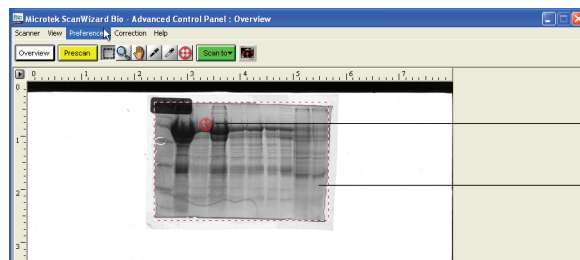 Microtek ScanWizard Bio - Advanced Control Panel : Overview
Scanner View Preferences Correction Help
Overview Prescan Scan to
0 1 2 3 4 5 6 7
0
1
2
3